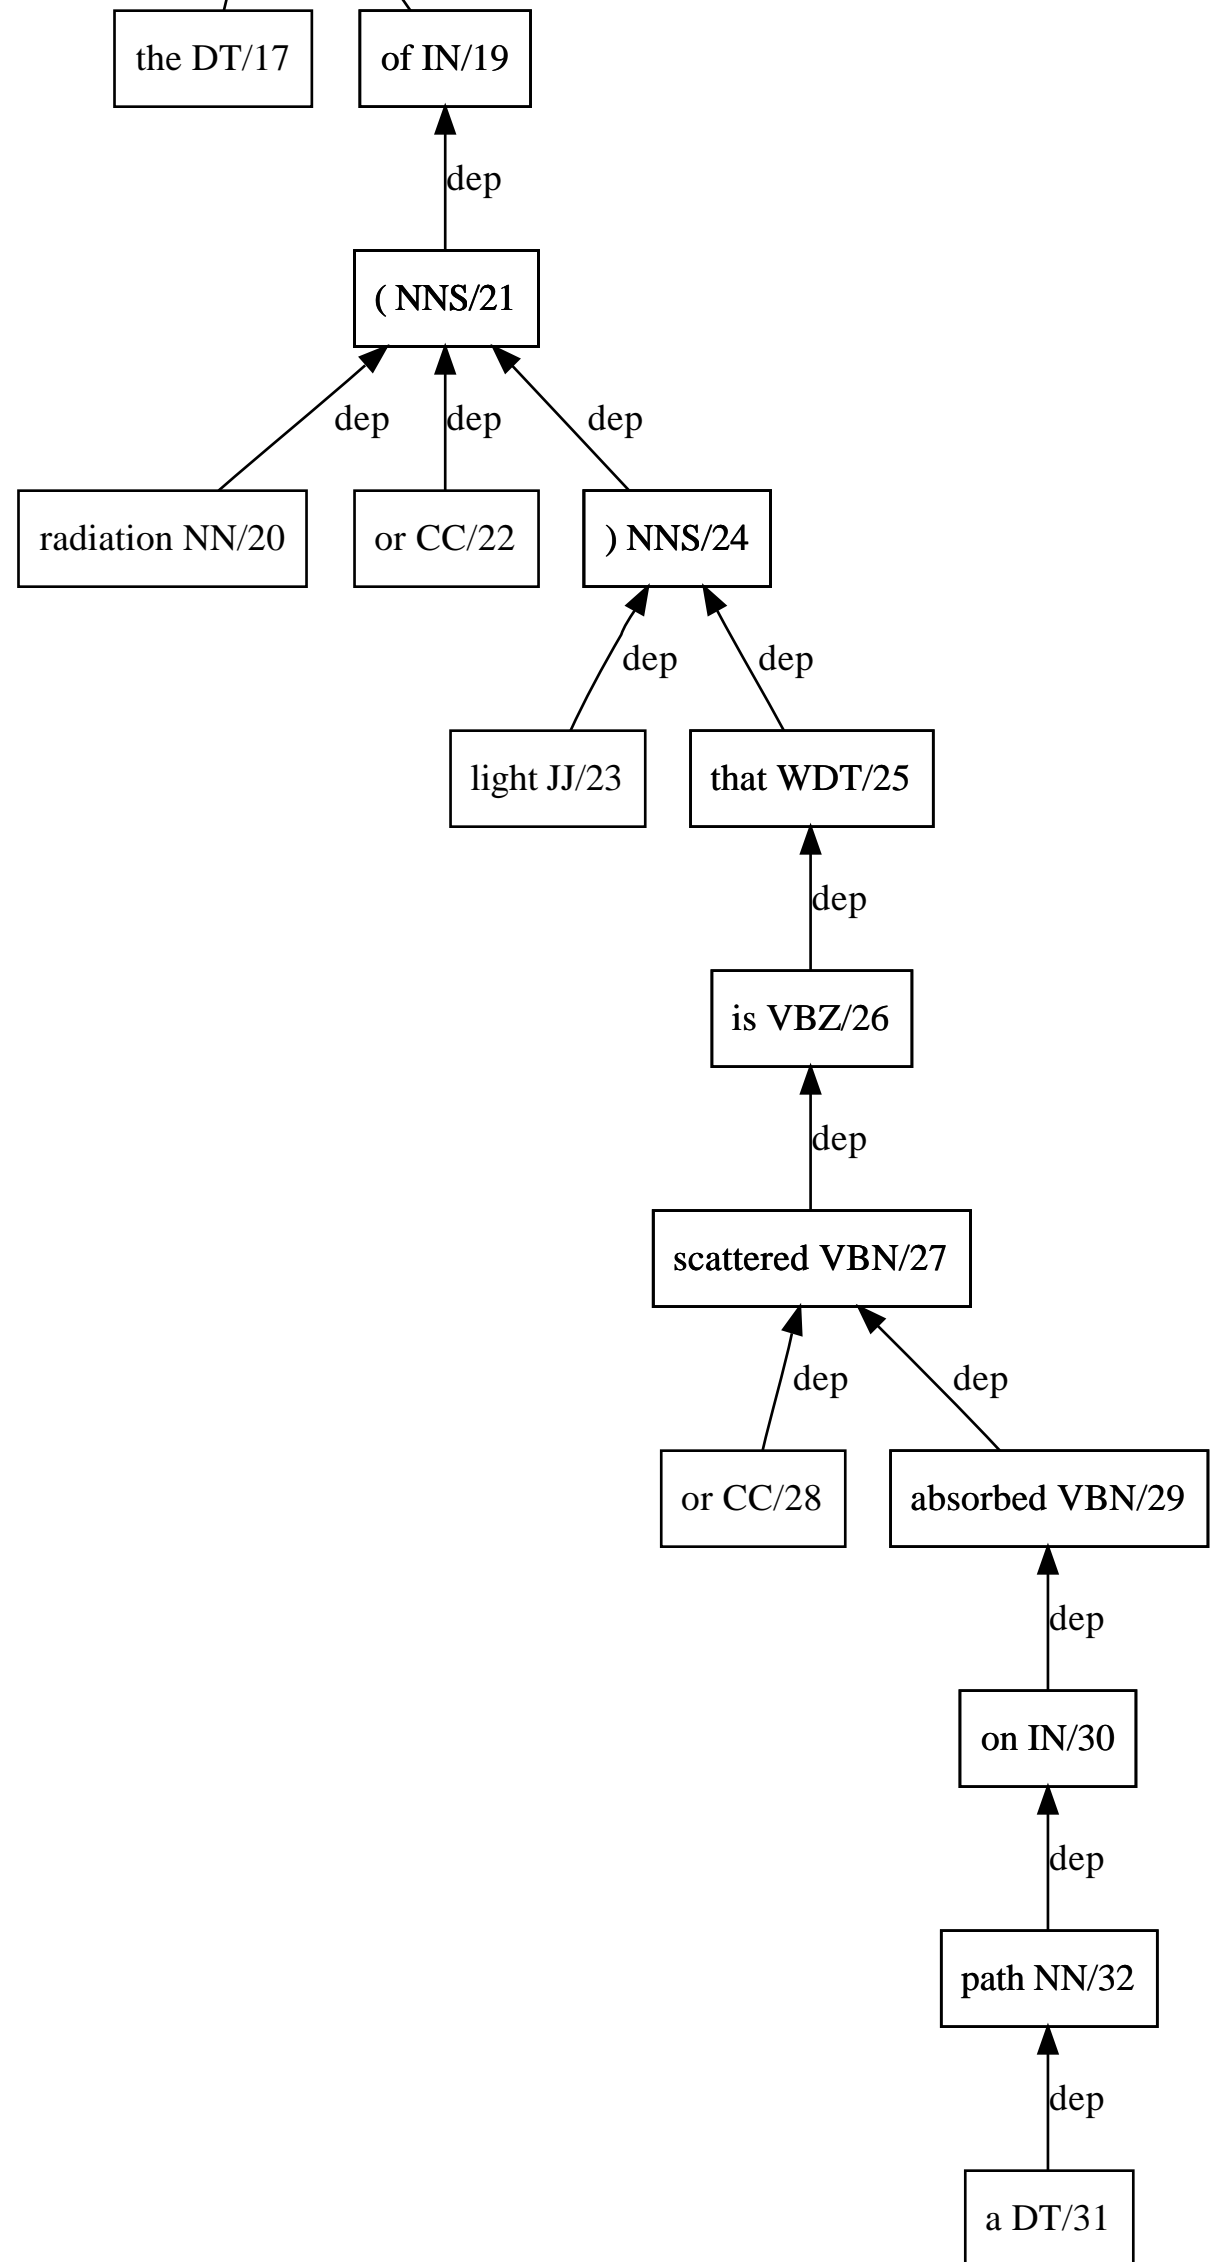 the DT/17 of IN/19
dep
( NNS/21
dep dep dep
radiation NN/20 or CC/22 ) NNS/24
dep dep
light JJ/23 that WDT/25
dep
is VBZ/26
dep
scattered VBN/27
dep dep
or CC/28 absorbed VBN/29
dep
on IN/30
dep
path NN/32
dep
a DT/31